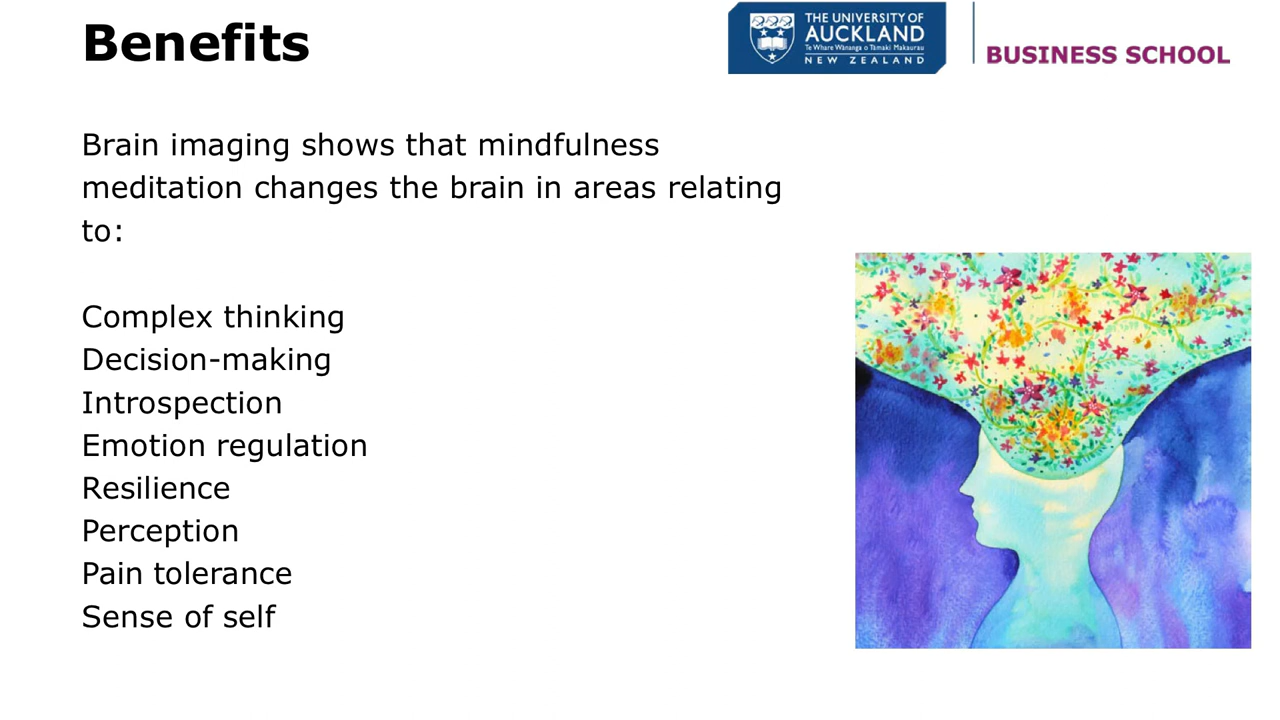 Benefits
THE UNIVERSITY OF
AUCKLAND
Te Whare Wānanga o Tāmaki Makaurau
NEW ZEALAND
BUSINESS SCHOOL
Brain imaging shows that mindfulness
meditation changes the brain in areas relating
to:
Complex thinking
Decision-making
Introspection
Emotion regulation
Resilience
Perception
Pain tolerance
Sense of self